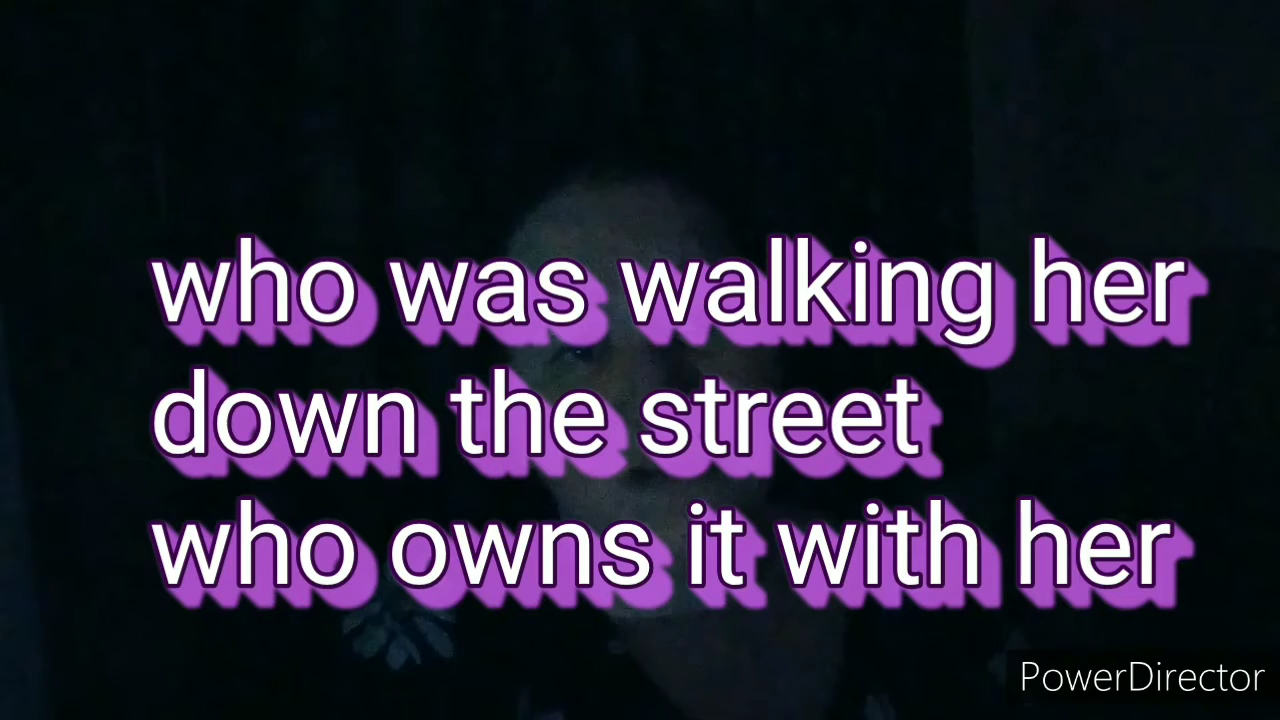 who was walking her
down the street
who owns it with her
PowerDirector